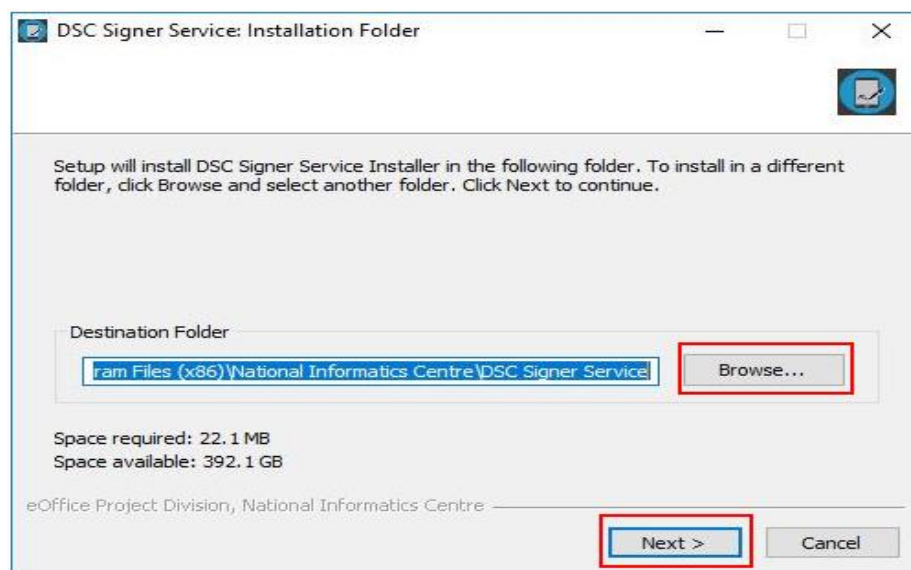 DSC Signer Service: Installation Folder
Setup will install DSC Signer Service Installer in the following folder. To install in a different
folder, click Browse and select another folder. Click Next to continue.
Destination Folder
ram Files (x86)\National Informatics Centre\DSC Signer Service
Browse...
Space required: 22.1 MB
Space available: 392.1 GB
eOffice Project Division, National Informatics Centre
Next >
Cancel